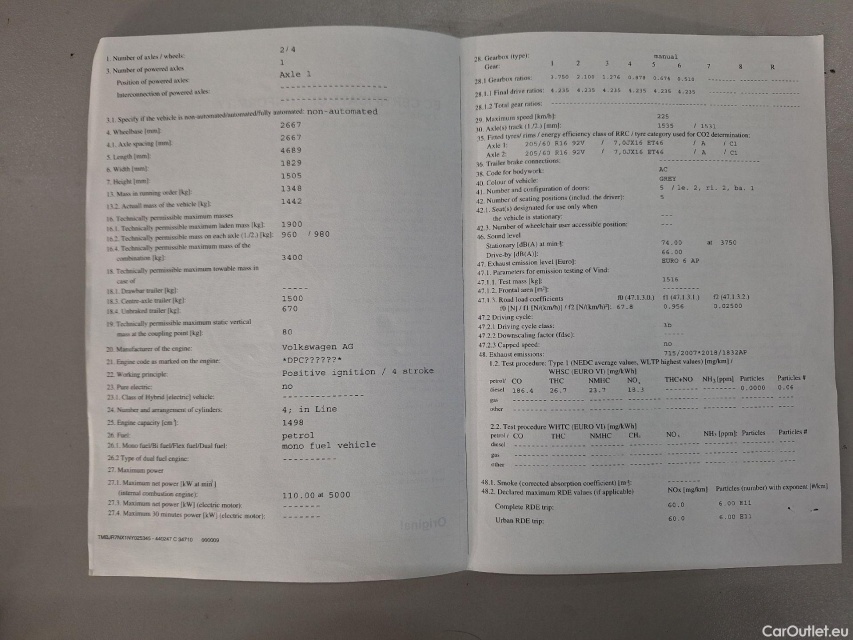 1. Number of axles / wheels: 2/4
3. Number of powered axles 1
Position of powered axles: Axle 1
Interconnection of powered axles: ----------------
3.1. Specify if the vehicle is non-automated/automated/fully automated: non-automated
4. Wheelbase [mm]: 2667
4.1. Axle spacing [mm]: 2667
5. Length [mm]: 4689
6. Width [mm]: 1829
7. Height [mm]: 1505
13. Mass in running order [kg]: 1348
13.2. Actuall mass of the vehicle [kg]: 1442
16. Technically permissible maximum masses
16.1. Technically permissible maximum laden mass [kg]: 1900
16.2. Technically permissible mass on each axle (1./2.) [kg]: 960 / 980
16.4. Technically permissible maximum mass of the
combination [kg]: 3400
18. Technically permissible maximum towable mass in
case of
18.1. Drawbar trailer [kg]: -----
18.3. Centre-axle trailer [kg]: 1500
18.4. Unbraked trailer [kg]: 670
19. Technically permissible maximum static vertical
mass at the coupling point [kg]: 80
20. Manufacturer of the engine: Volkswagen AG
21. Engine code as marked on the engine: *DPC??????*
22. Working principle: Positive ignition / 4 stroke
23. Pure electric: no
23.1. Class of Hybrid [electric] vehicle: ---------------
24. Number and arrangement of cylinders: 4; in Line
25. Engine capacity [cm³]: 1498
26. Fuel: petrol
26.1. Mono fuel/Bi fuel/Flex fuel/Dual fuel: mono fuel vehicle
26.2 Type of dual fuel engine: ----------
27. Maximum power
27.1. Maximum net power [kW at min¹]
(internal combustion engine): 110.00 at 5000
27.3. Maximum net power [kW] (electric motor): -------
27.4. Maximum 30 minutes power [kW] (electric motor): -------
28. Gearbox (type): manual
Gear: 1 2 3 4 5 6 7 8 R
28.1 Gearbox ratios: 3.750 2.100 1.276 0.878 0.676 0.510
28.1.1 Final drive ratios: 4.235 4.235 4.235 4.235 4.235 4.235
28.1.2 Total gear ratios:
29. Maximum speed [km/h]: 225
30. Axle(s) track (1./2.) [mm]: 1535 / 1531
35. Fitted tyres/ rims / energy efficiency class of RRC / tyre category used for CO2 determination:
Axle 1: 205/60 R16 92V / 7,0JX16 ET46 / A / C1
Axle 2: 205/60 R16 92V / 7,0JX16 ET46 / A / C1
36. Trailer brake connections:
38. Code for bodywork: AC
40. Colour of vehicle: GREY
41. Number and configuration of doors: 5 / le. 2, ri. 2, ba. 1
42. Number of seating positions (includ. the driver): 5
42.1. Seat(s) designated for use only when
the vehicle is stationary: ---
42.3. Number of wheelchair user accessible position: ---
46. Sound level
Stationary [dB(A) at min¹]: 74.00 at 3750
Drive-by [dB(A)]: 66.00
47. Exhaust emission level [Euro]: EURO 6 AP
47.1. Parameters for emission testing of Vind:
47.1.1. Test mass [kg]: 1516
47.1.2. Frontal area [m²]: ---------
47.1.3. Road load coefficients f0 (47.1.3.0.) f1 (47.1.3.1.) f2 (47.1.3.2.)
f0 [N] / f1 [N/(km/h)] / f2 [N/(km/h)²]: 67.8 0.956 0.02500
47.2 Driving cycle:
47.2.1 Driving cycle class: 3b
47.2.2 Downscaling factor (fdsc): -----
47.2.3 Capped speed: no
48. Exhaust emissions: 715/2007*2018/1832AP
1.2. Test procedure: Type 1 (NEDC average values, WLTP highest values) [mg/km] /
WHSC (EURO VI) [mg/kWh]
petrol/ CO THC NMHC NOₓ THC+NO NH₃ [ppm] Particles Particles #
diesel 186.4 26.7 23.7 18.3 0.0000 0.04
gas
other
2.2. Test procedure WHTC (EURO VI) [mg/kWh]
petrol / CO THC NMHC CH₄ NOₓ NH₃ [ppm]: Particles Particles #
diesel
gas
other
48.1. Smoke (corrected absorption coefficient) [m¹]: -------
48.2. Declared maximum RDE values (if applicable) NOx [mg/km] Particles (number) with exponent [#/km]
Complete RDE trip: 60.0 6.00 E11
Urban RDE trip: 60.0 6.00 E11
CarOutlet.eu